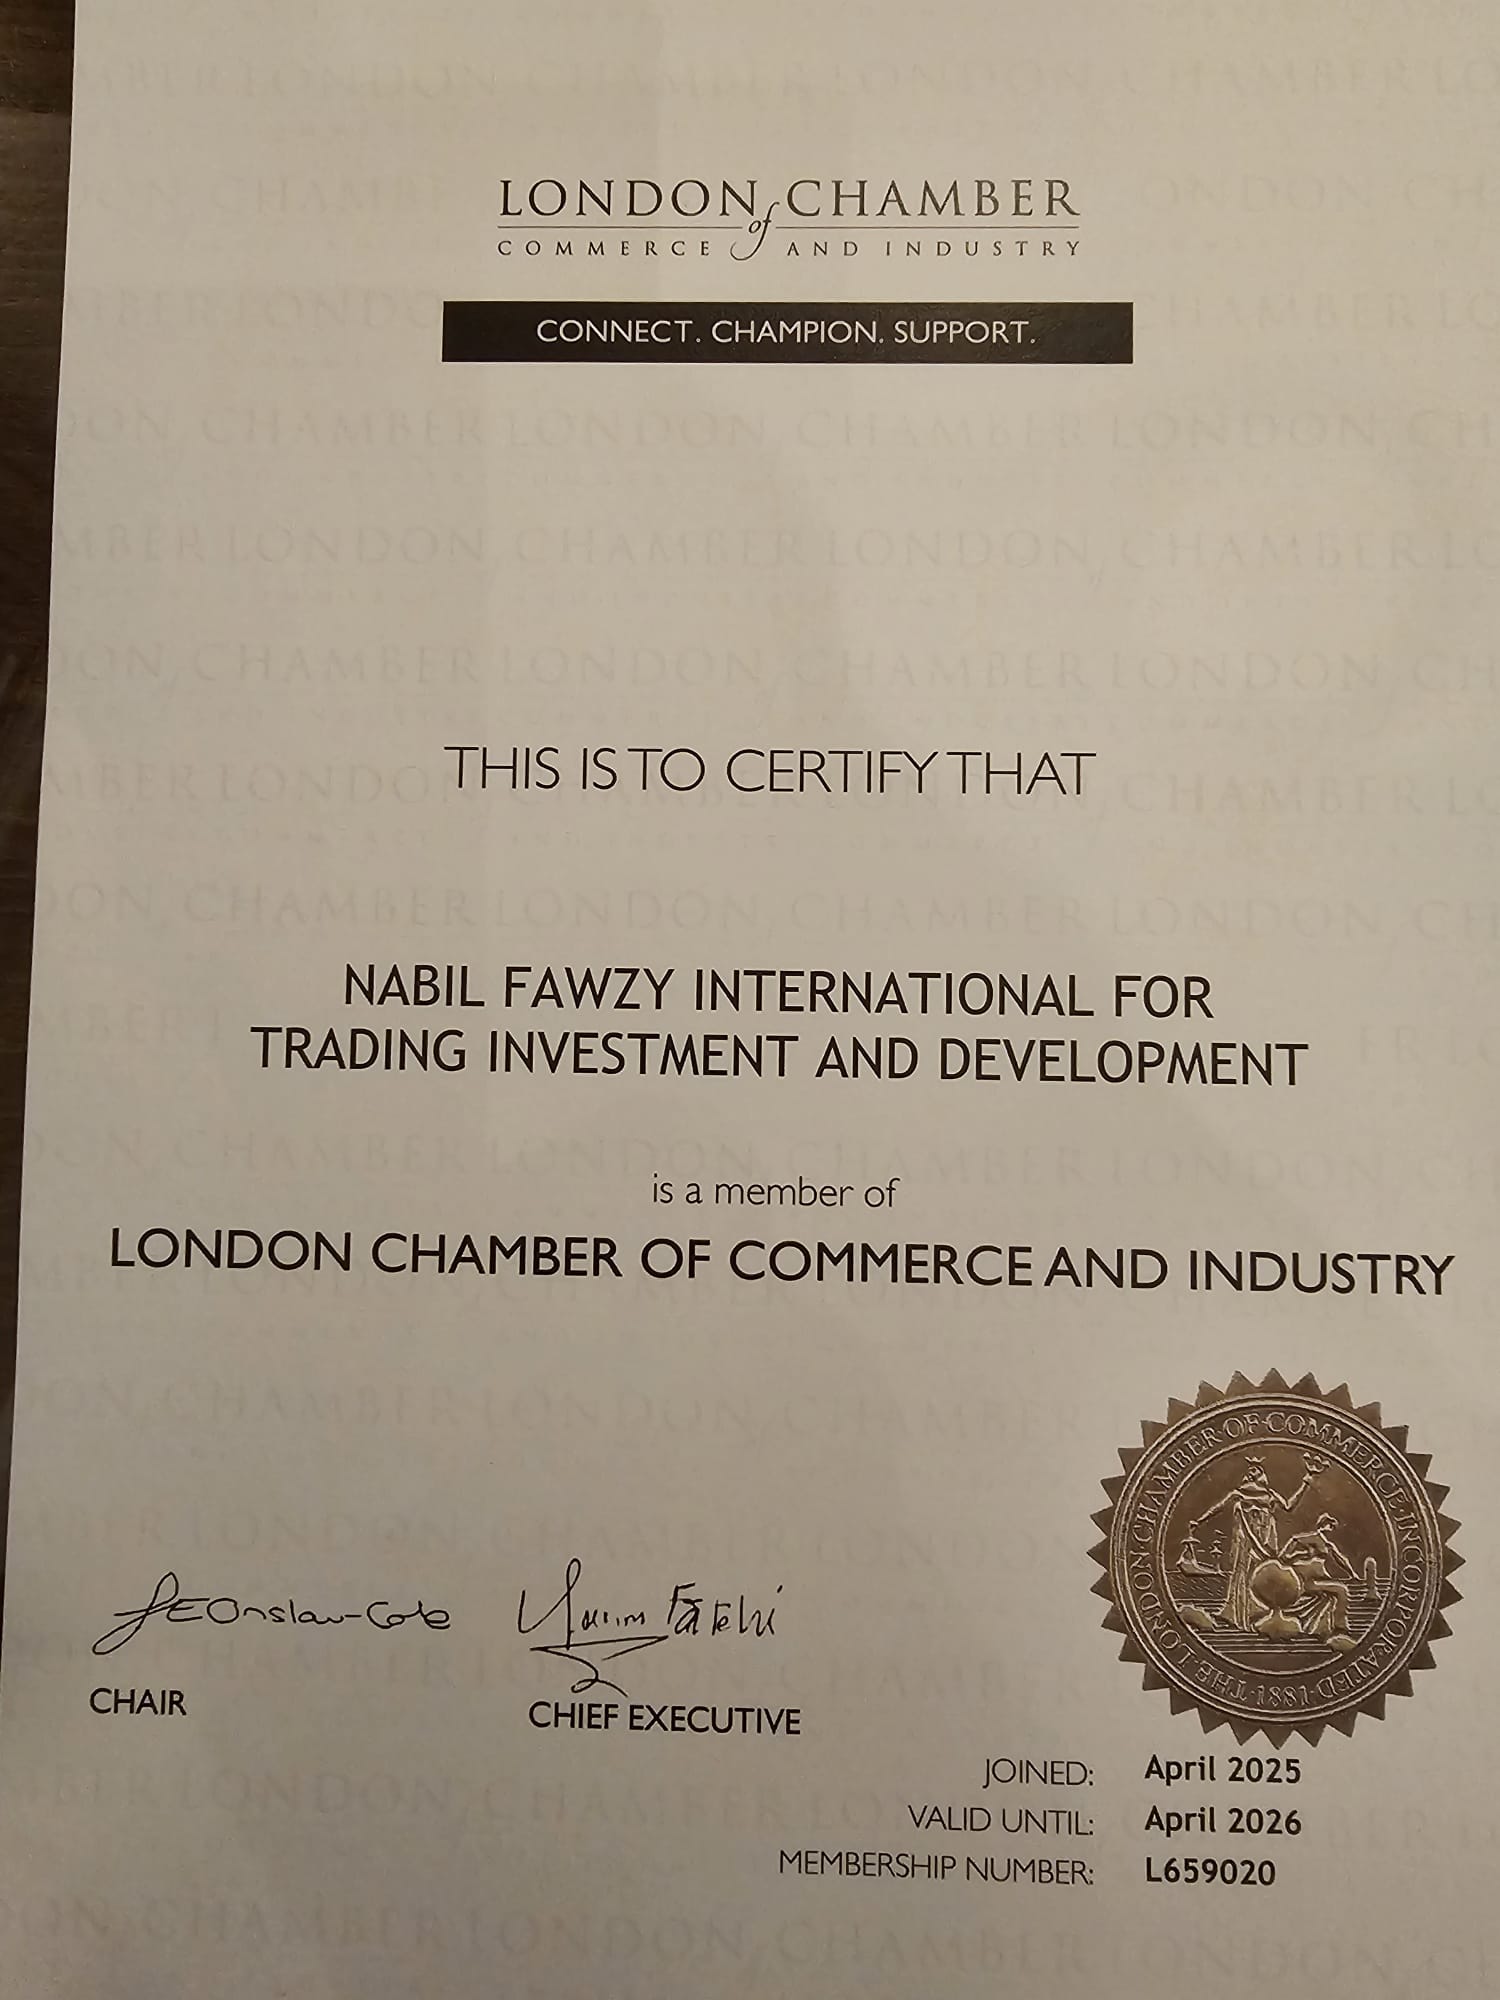 LONDON CHAMBER
of
COMMERCE AND INDUSTRY
CONNECT. CHAMPION. SUPPORT.
THIS IS TO CERTIFY THAT
NABIL FAWZY INTERNATIONAL FOR
TRADING INVESTMENT AND DEVELOPMENT
is a member of
LONDON CHAMBER OF COMMERCE AND INDUSTRY
THE LONDON CHAMBER OF COMMERCE INCORPORATED 1881
CHAIR
CHIEF EXECUTIVE
JOINED: April 2025
VALID UNTIL: April 2026
MEMBERSHIP NUMBER: L659020